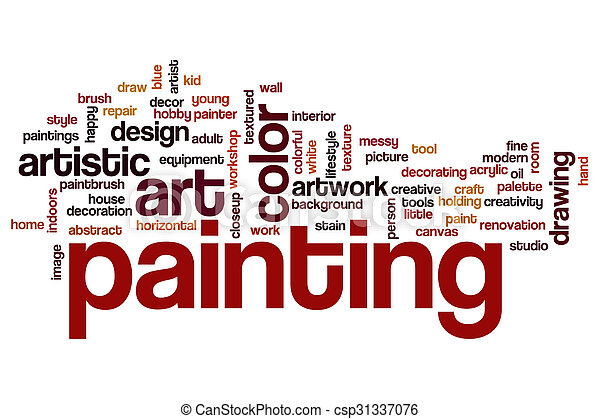 wall
artist
blue
kid
draw
brush
decor
young
repair
hobby painter
style
happy
textured
color
interior
paintings
design
adult
colorful
white
lifestyle
texture
messy
tool
fine
artistic
equipment
workshop
picture
modern
room
drawing
hand
decorating
acrylic
oil
paintbrush
art
artwork
creative
craft
palette
house
tools
holding
creativity
indoors
decoration
closeup
background
person
little
paint
home
abstract
horizontal
work
stain
canvas
renovation
image
studio
painting
© CanStockPhoto.com - csp31337076